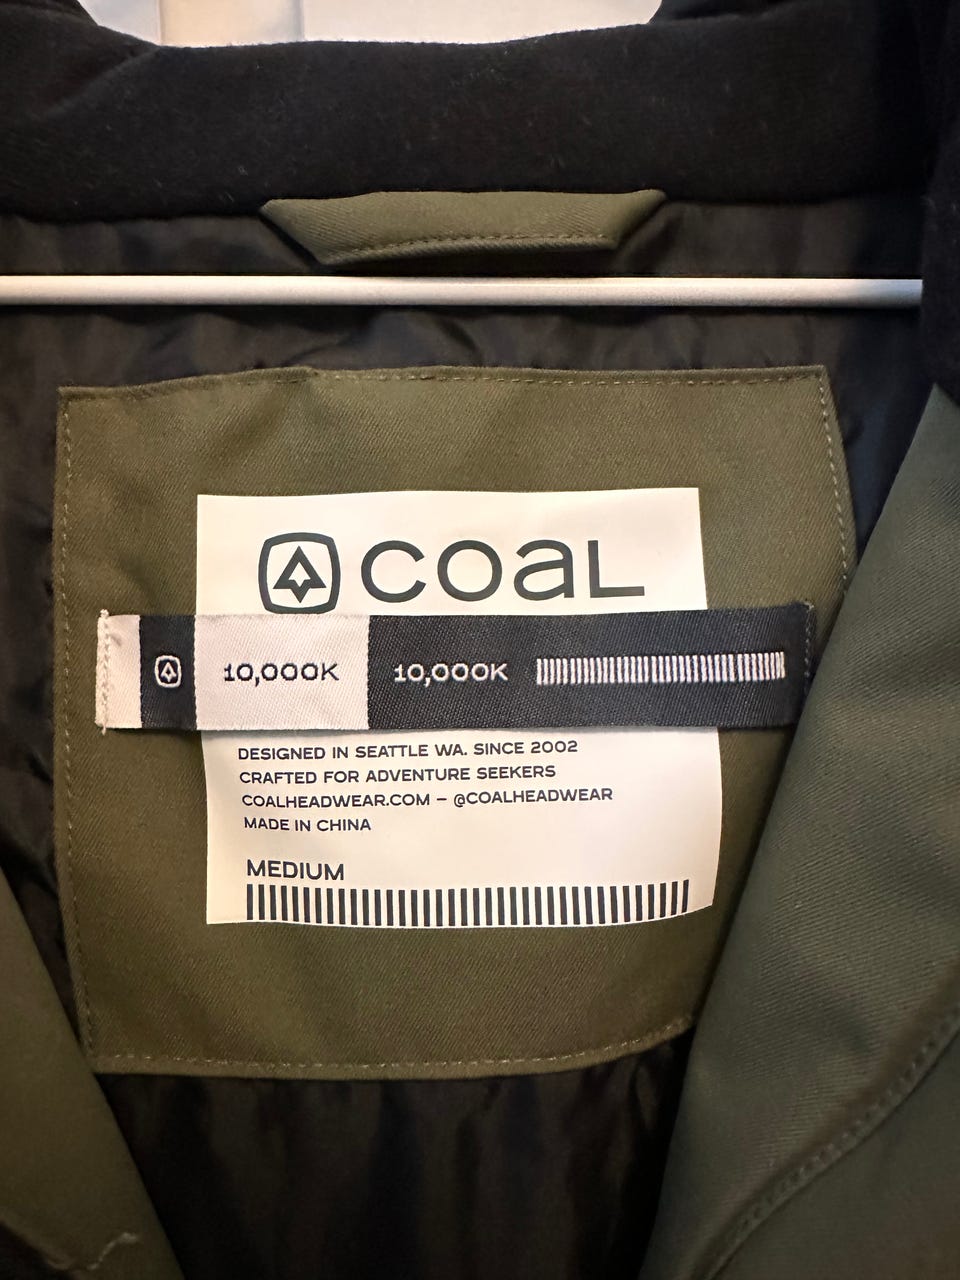 COAL
10,000K 10,000K
DESIGNED IN SEATTLE WA. SINCE 2002
CRAFTED FOR ADVENTURE SEEKERS
COALHEADWEAR.COM – @COALHEADWEAR
MADE IN CHINA
MEDIUM